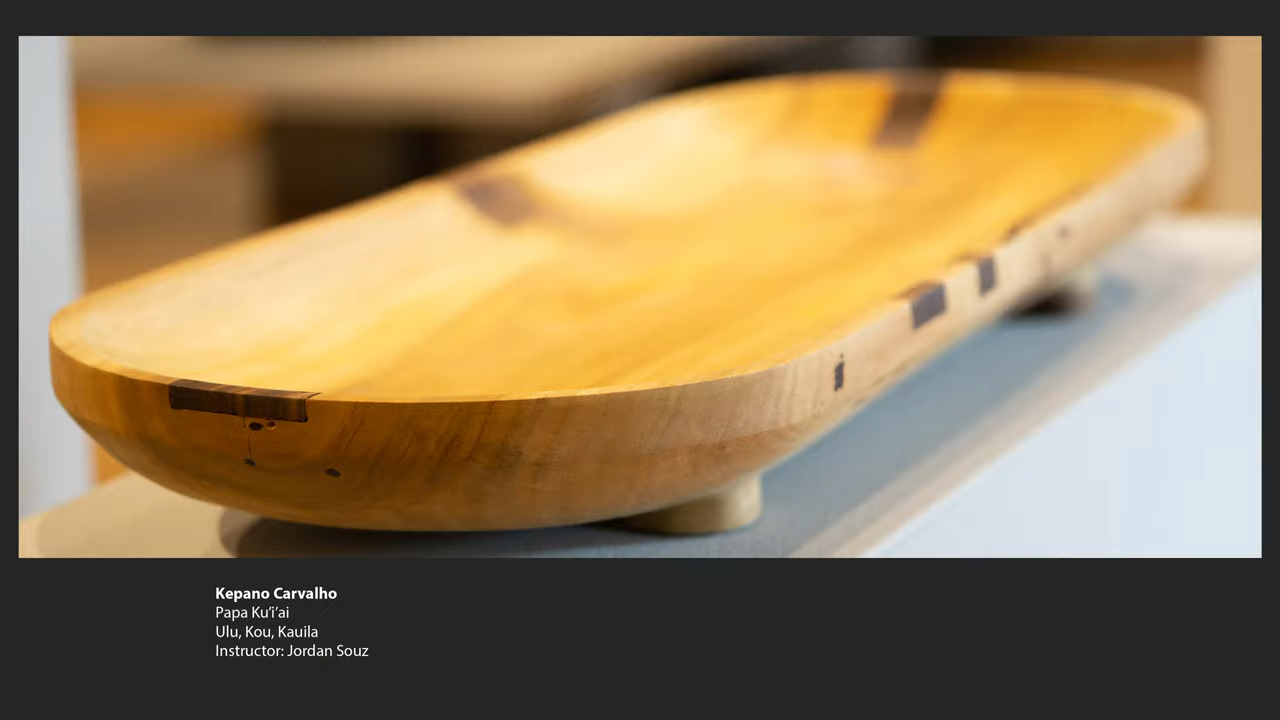 Kepano Carvalho
Papa Ku’i’ai
Ulu, Kou, Kauila
Instructor: Jordan Souz